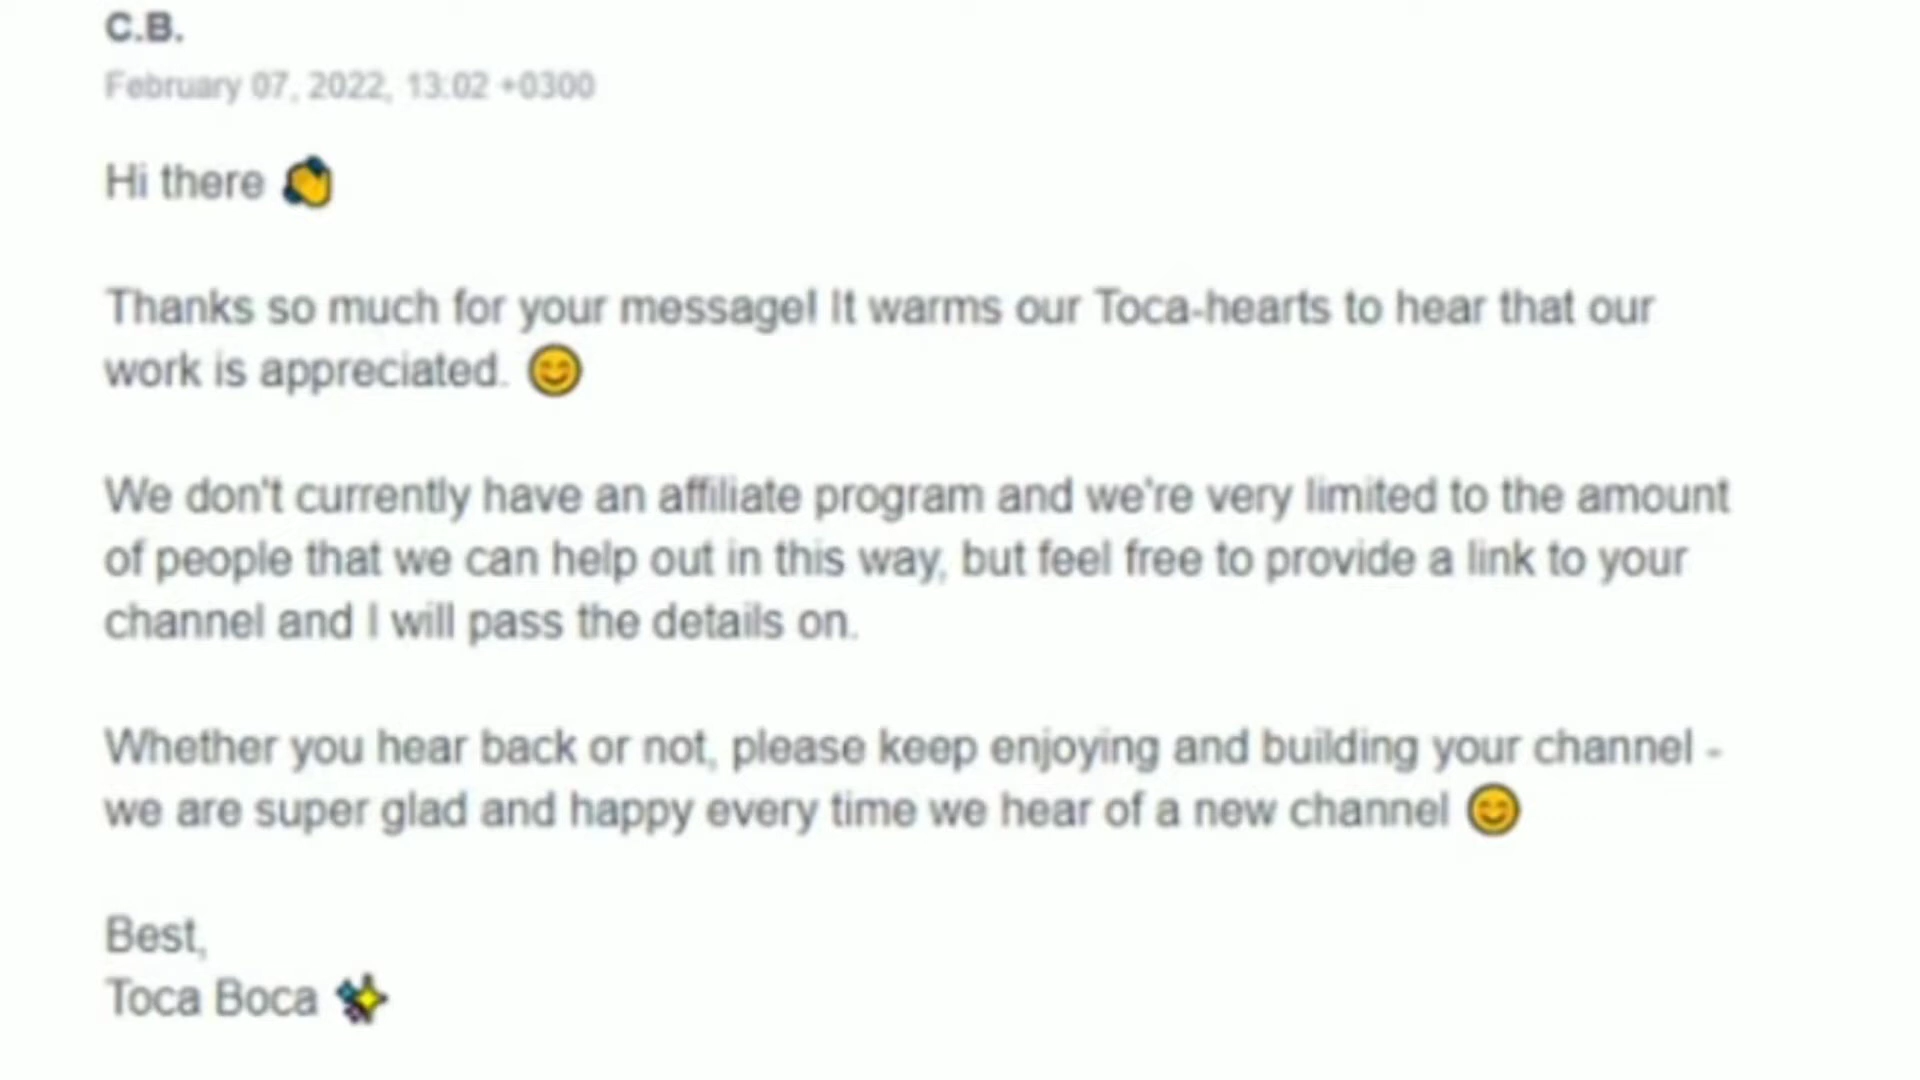 C.B.
February 07, 2022, 13:02 +0300
Hi there 👋
Thanks so much for your message! It warms our Toca-hearts to hear that our
work is appreciated. 😊
We don't currently have an affiliate program and we're very limited to the amount
of people that we can help out in this way, but feel free to provide a link to your
channel and I will pass the details on.
Whether you hear back or not, please keep enjoying and building your channel -
we are super glad and happy every time we hear of a new channel 😊
Best,
Toca Boca ✨